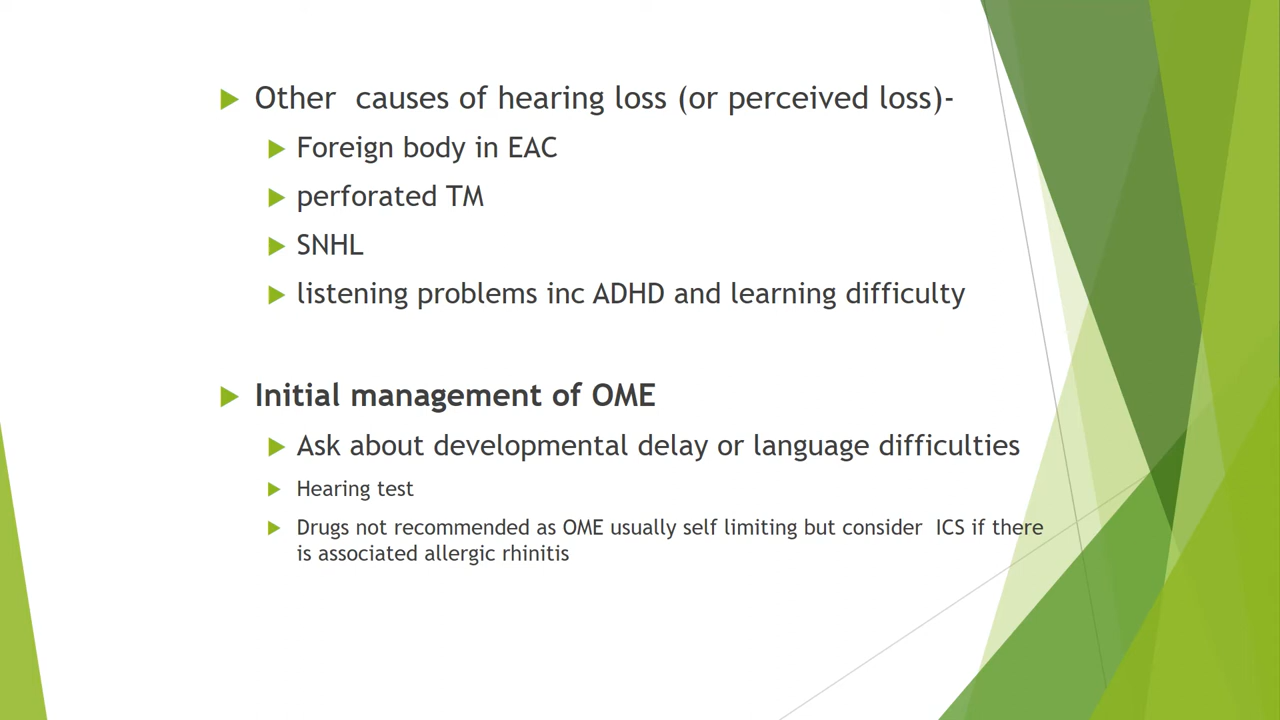 Other  causes of hearing loss (or perceived loss)-
Foreign body in EAC
perforated TM
SNHL
listening problems inc ADHD and learning difficulty
Initial management of OME
Ask about developmental delay or language difficulties
Hearing test
Drugs not recommended as OME usually self limiting but consider  ICS if there
is associated allergic rhinitis